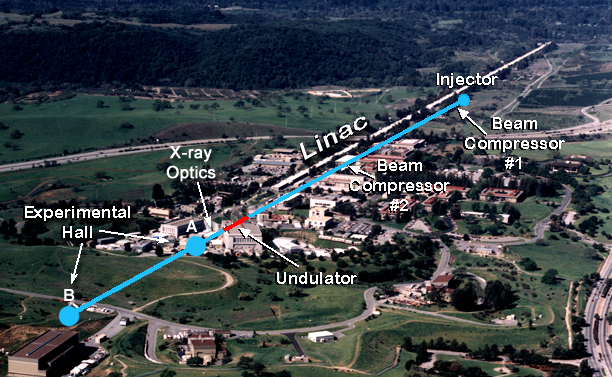 Injector
Linac
Beam
Compressor
#1
X-ray
Optics
Beam
Compressor
#2
Experimental
Hall
A
Undulator
B